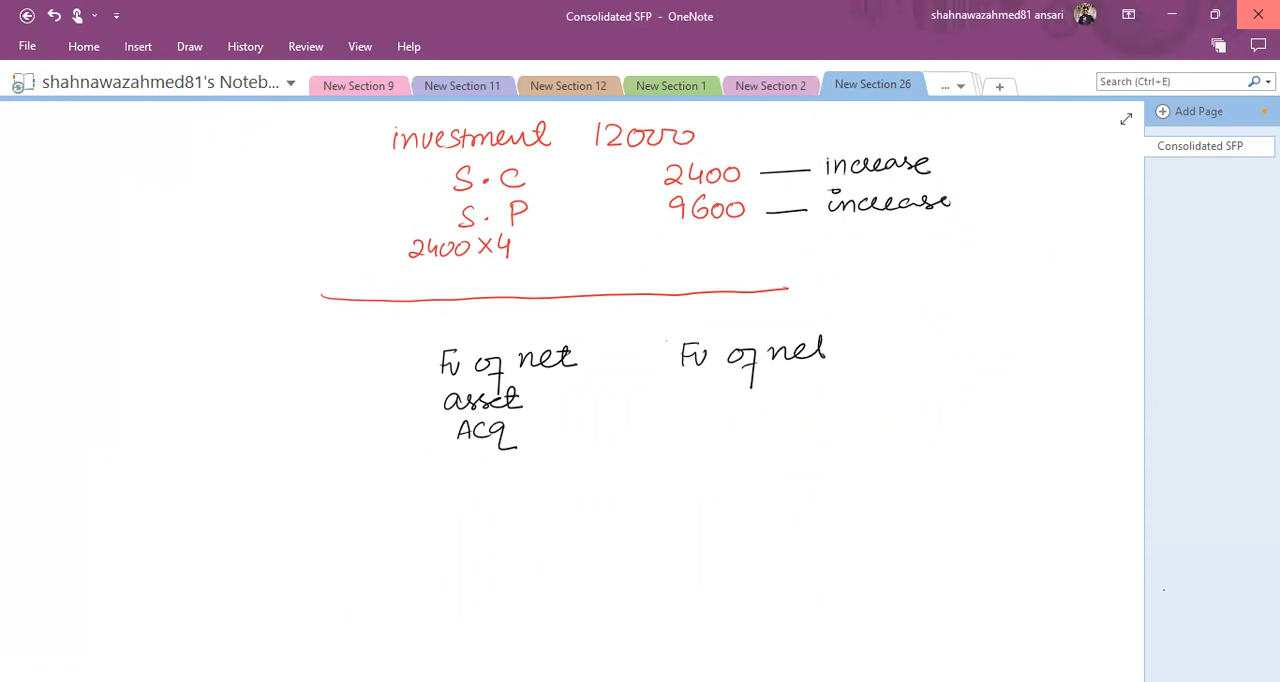 Consolidated SFP - OneNote
shahnawazahmed81 ansari
File Home Insert Draw History Review View Help
shahnawazahmed81's Noteb...
New Section 9 New Section 11 New Section 12 New Section 1 New Section 2 New Section 26 ...
Search (Ctrl+E)
Add Page
Consolidated SFP
investment 12000
S.C 2400 — increase
S.P 9600 — increase
2400 × 4
Fv of net Fv of net
asset
ACq